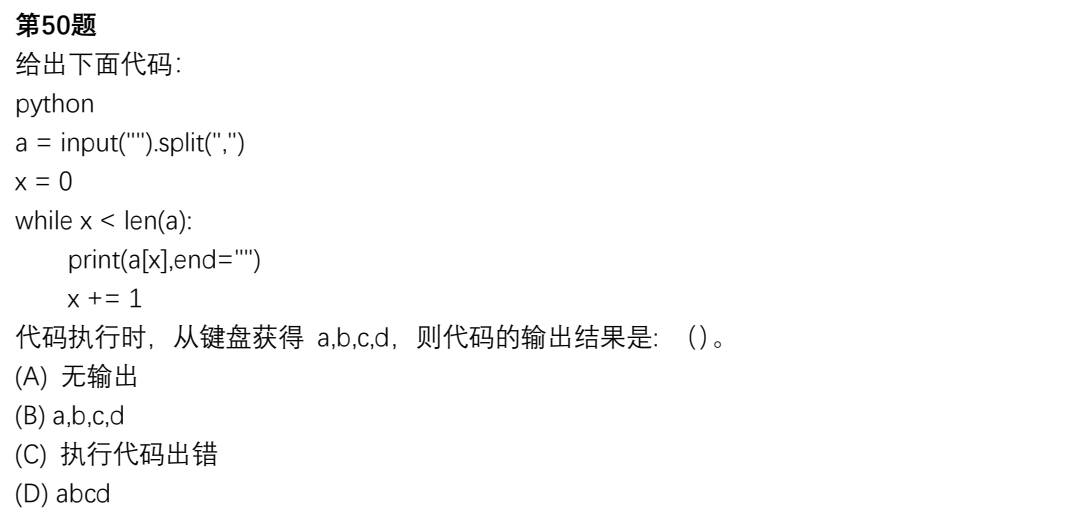 第50题
给出下面代码：
python
a = input("").split(",")
x = 0
while x < len(a):
print(a[x],end="")
x += 1
代码执行时，从键盘获得 a,b,c,d，则代码的输出结果是：（）。
(A) 无输出
(B) a,b,c,d
(C) 执行代码出错
(D) abcd